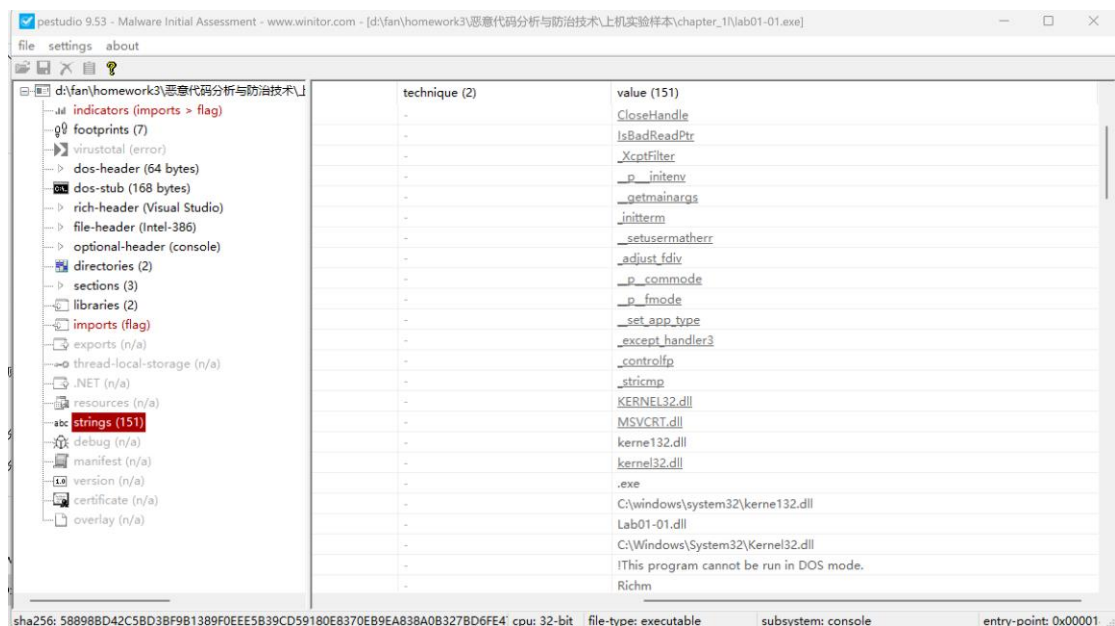 pestudio 9.53 - Malware Initial Assessment - www.winitor.com - [d:\fan\homework3\恶意代码分析与防治技术\上机实验样本\chapter_1l\lab01-01.exe]
file settings about
d:\fan\homework3\恶意代码分析与防治技术\上
indicators (imports > flag)
footprints (7)
virustotal (error)
dos-header (64 bytes)
dos-stub (168 bytes)
rich-header (Visual Studio)
file-header (Intel-386)
optional-header (console)
directories (2)
sections (3)
libraries (2)
imports (flag)
exports (n/a)
thread-local-storage (n/a)
.NET (n/a)
resources (n/a)
abc strings (151)
debug (n/a)
manifest (n/a)
1.0 version (n/a)
certificate (n/a)
overlay (n/a)
technique (2) value (151)
- CloseHandle
- IsBadReadPtr
- _XcptFilter
- __p__initenv
- __getmainargs
- _initterm
- __setusermatherr
- _adjust_fdiv
- __p__commode
- __p__fmode
- __set_app_type
- _except_handler3
- _controlfp
- _stricmp
- KERNEL32.dll
- MSVCRT.dll
- kerne132.dll
- kernel32.dll
- .exe
- C:\windows\system32\kerne132.dll
- Lab01-01.dll
- C:\Windows\System32\Kernel32.dll
- !This program cannot be run in DOS mode.
- Richm
sha256: 58898BD42C5BD3BF9B1389F0EEE5B39CD59180E8370EB9EA838A0B327BD6FE4 cpu: 32-bit file-type: executable subsystem: console entry-point: 0x00001